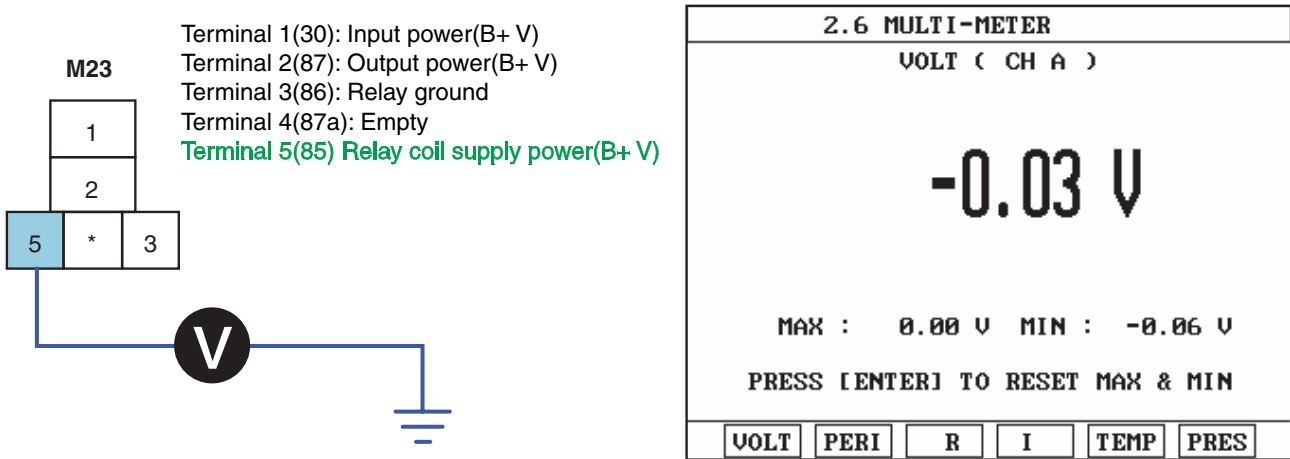 Terminal 1(30): Input power(B+ V)
Terminal 2(87): Output power(B+ V)
Terminal 3(86): Relay ground
Terminal 4(87a): Empty
Terminal 5(85) Relay coil supply power(B+ V)
M23
1
2
5 * 3
V
2.6 MULTI-METER
VOLT ( CH A )
-0.03 V
MAX : 0.00 V MIN : -0.06 V
PRESS [ENTER] TO RESET MAX & MIN
VOLT PERI R I TEMP PRES